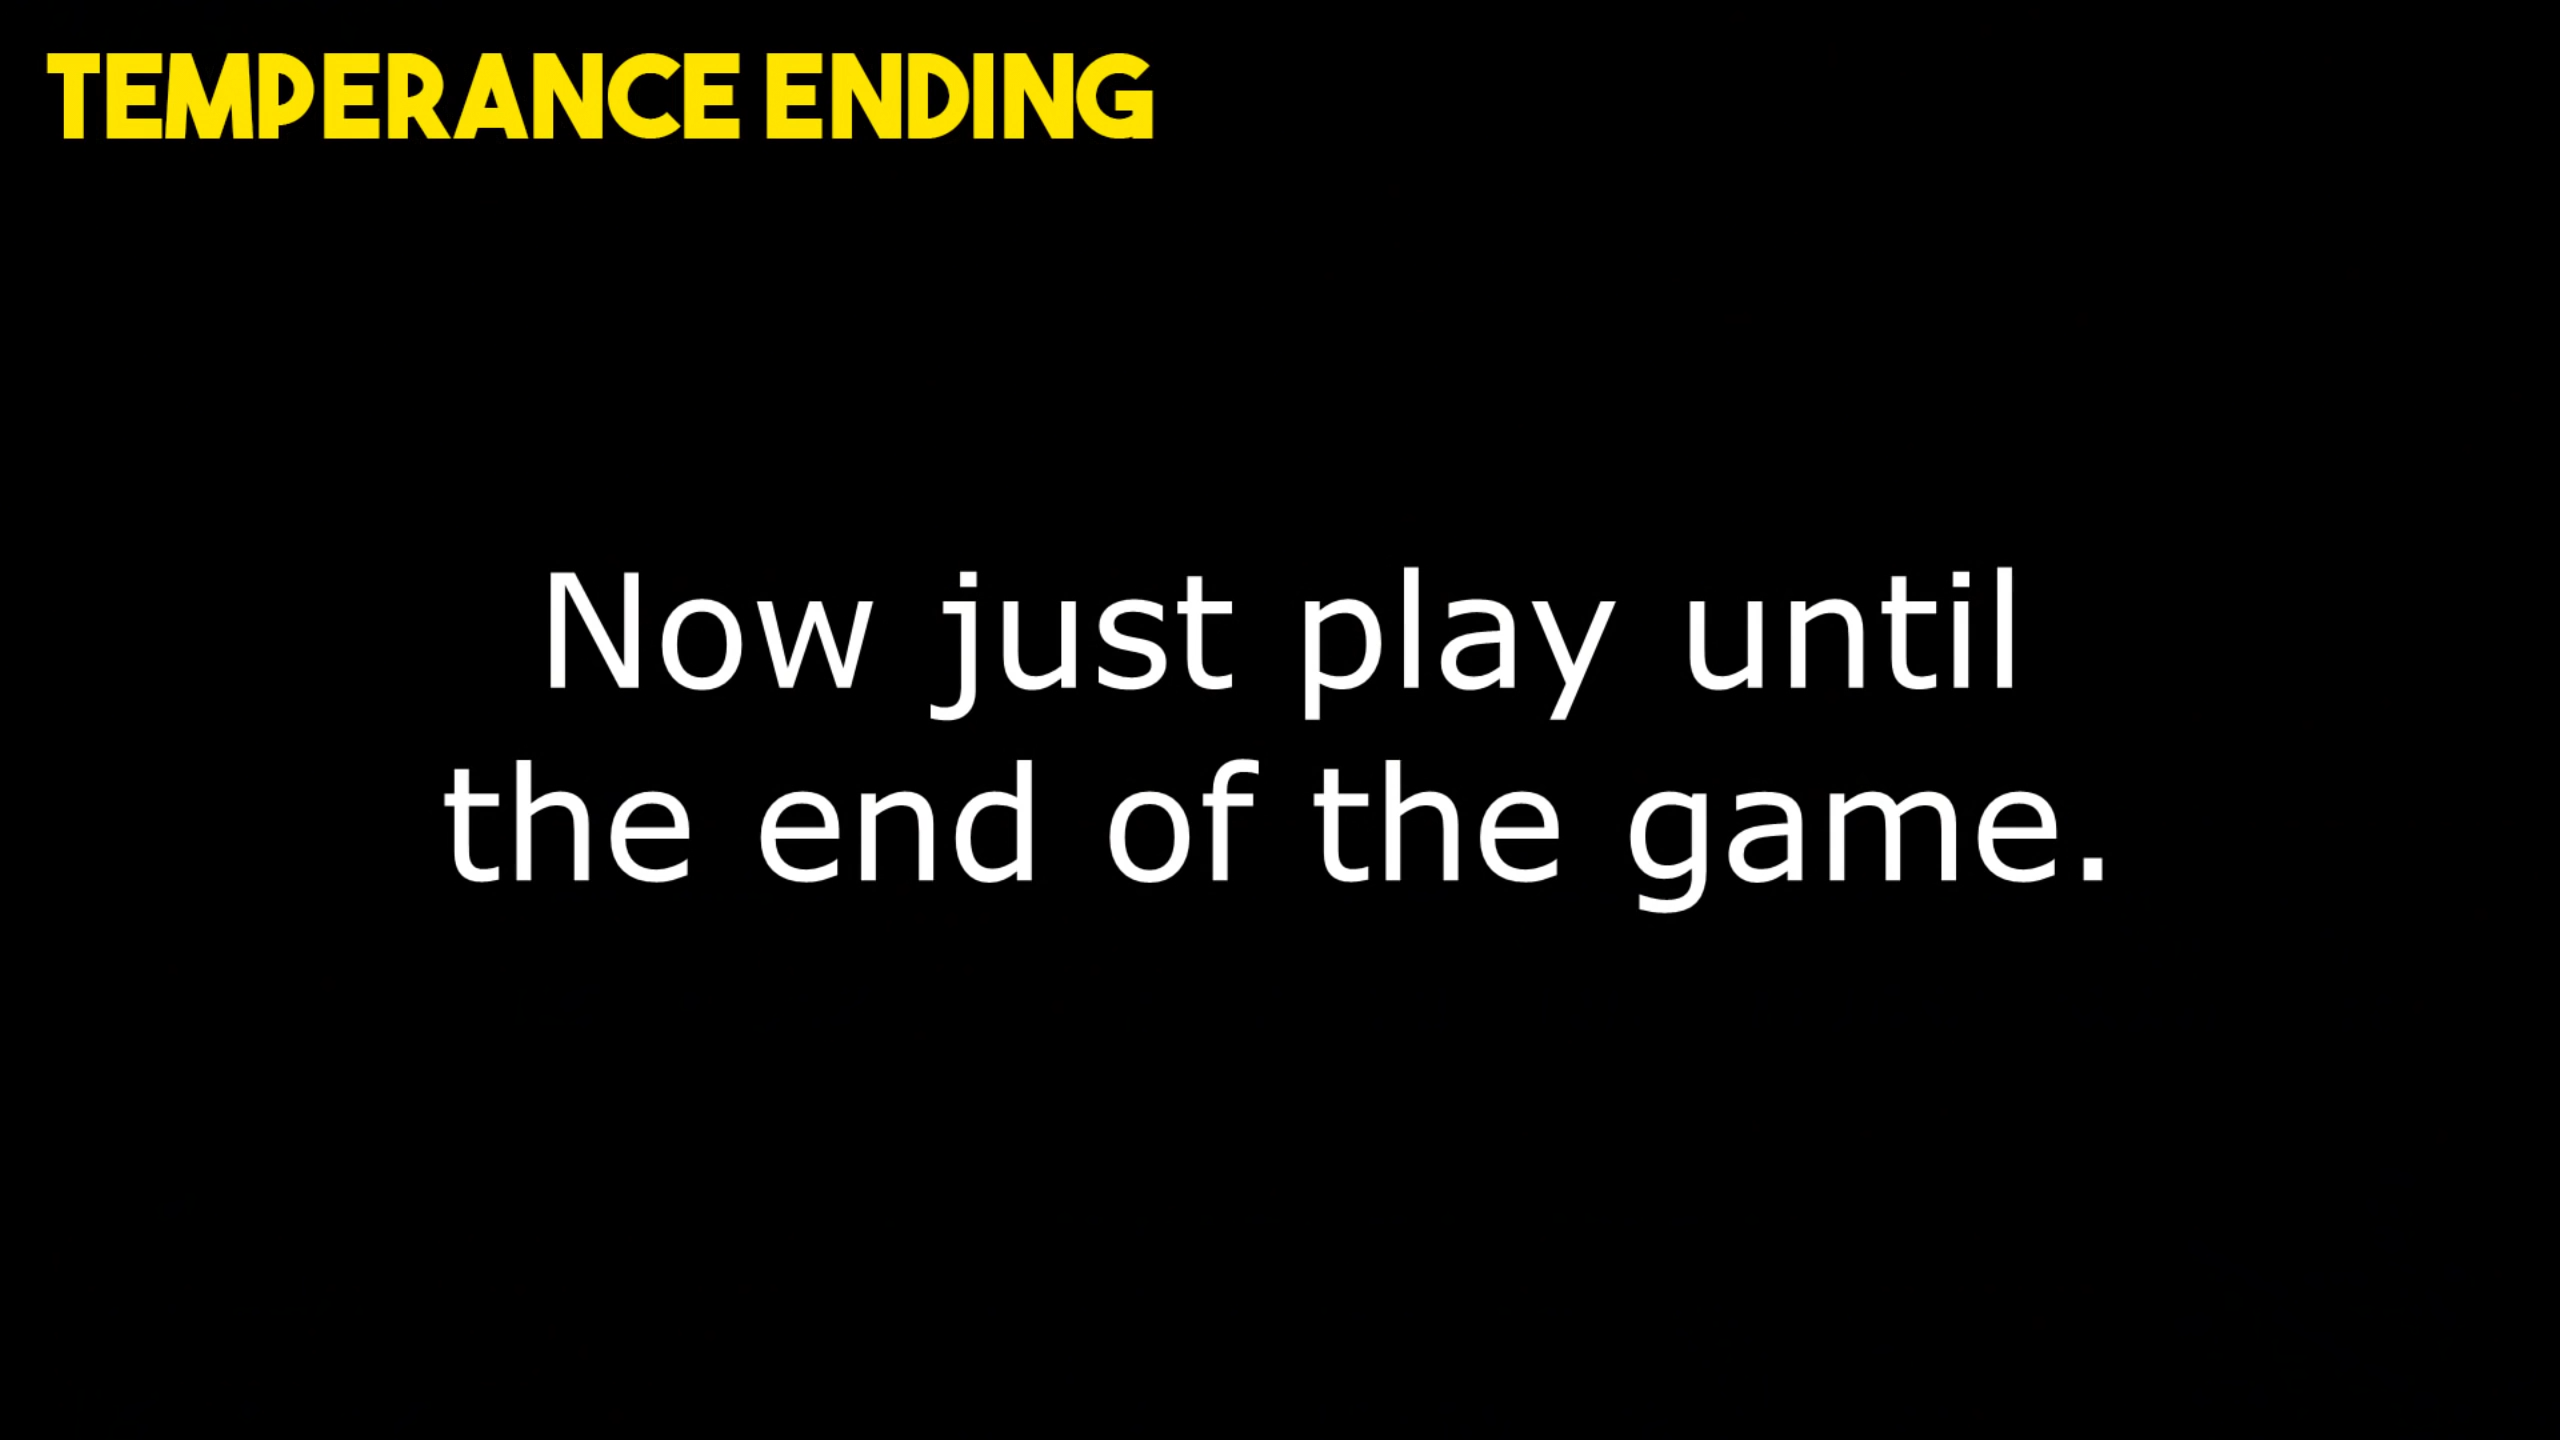 TEMPERANCE ENDING
Now just play until
the end of the game.